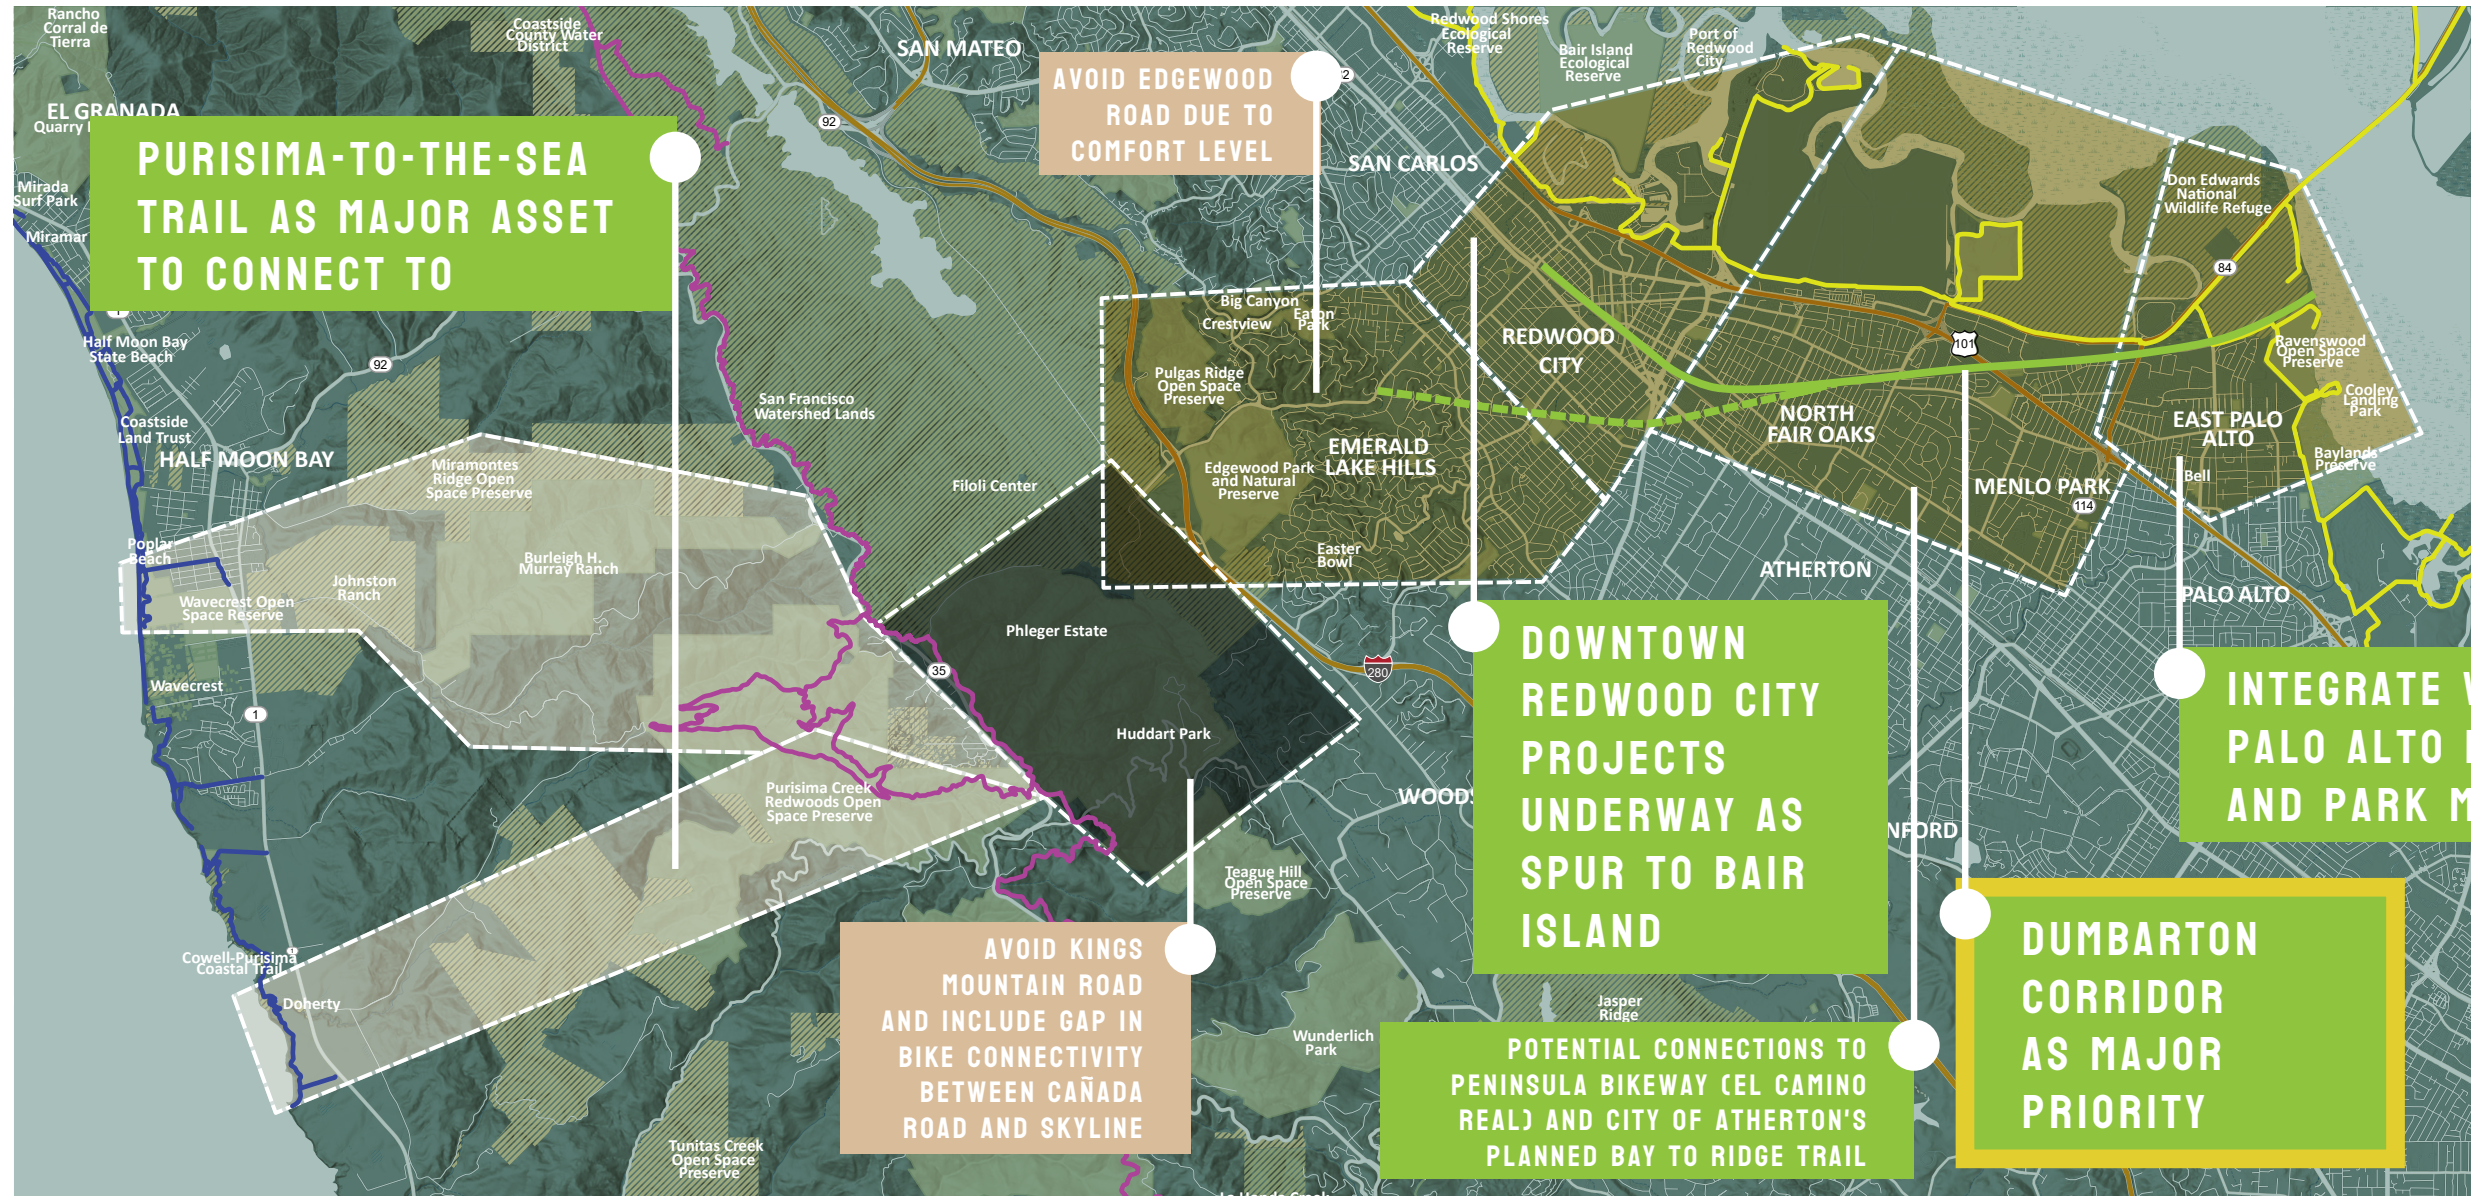 Rancho
Corral de
Tierra
Coastside
County Water
District
SAN MATEO
Redwood Shores
Ecological
Reserve
Bair Island
Ecological
Reserve
Port of
Redwood
City
EL GRANADA
Quarry
92
AVOID EDGEWOOD
ROAD DUE TO
COMFORT LEVEL
SAN CARLOS
PURISIMA-TO-THE-SEA
TRAIL AS MAJOR ASSET
TO CONNECT TO
Mirada
Surf Park
Miramar
Don Edwards
National
Wildlife Refuge
84
Half Moon Bay
State Beach
92
Big Canyon
Crestview
Eaton
Park
REDWOOD
CITY
101
Ravenswood
Open Space
Preserve
Pulgas Ridge
Open Space
Preserve
San Francisco
Watershed Lands
Cooley
Landing
Park
Coastside
Land Trust
HALF MOON BAY
NORTH
FAIR OAKS
EAST PALO
ALTO
EMERALD
LAKE HILLS
Baylands
Preserve
Miramontes
Ridge Open
Space Preserve
Filoli Center
Edgewood Park
and Natural
Preserve
MENLO PARK
Bell
114
Poplar
Beach
Burleigh H.
Murray Ranch
Easter
Bowl
Johnston
Ranch
ATHERTON
Wavecrest Open
Space Reserve
PALO ALTO
Phleger Estate
35
280
Wavecrest
1
Huddart Park
DOWNTOWN
REDWOOD CITY
PROJECTS
UNDERWAY AS
SPUR TO BAIR
ISLAND
INTEGRATE
PALO ALTO
AND PARK
Purisima Creek
Redwoods Open
Space Preserve
WOODS
NFORD
Teague Hill
Open Space
Preserve
Cowell-Purisima
Coastal Trail
1
Doherty
AVOID KINGS
MOUNTAIN ROAD
AND INCLUDE GAP IN
BIKE CONNECTIVITY
BETWEEN CAÑADA
ROAD AND SKYLINE
DUMBARTON
CORRIDOR
AS MAJOR
PRIORITY
Jasper
Ridge
Wunderlich
Park
POTENTIAL CONNECTIONS TO
PENINSULA BIKEWAY (EL CAMINO
REAL) AND CITY OF ATHERTON'S
PLANNED BAY TO RIDGE TRAIL
Tunitas Creek
Open Space
Preserve